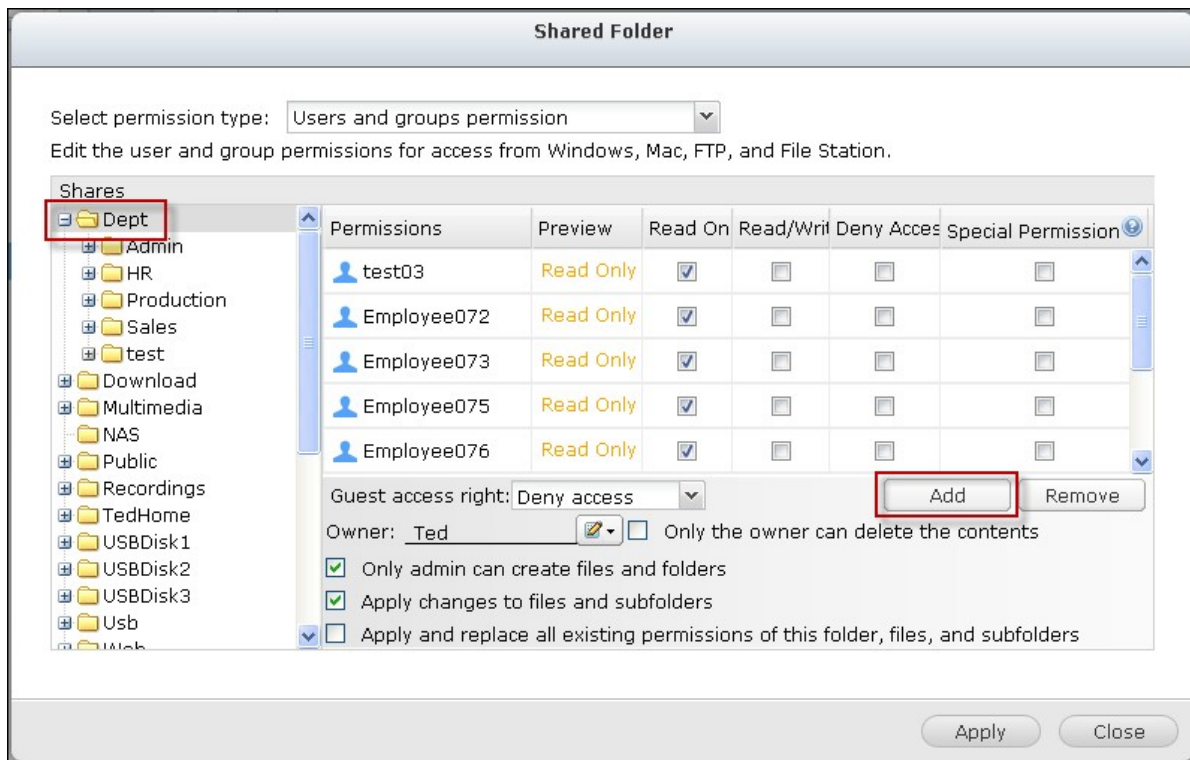 Shared Folder
Select permission type: Users and groups permission
Edit the user and group permissions for access from Windows, Mac, FTP, and File Station.
Shares
Dept
Admin
HR
Production
Sales
test
Download
Multimedia
NAS
Public
Recordings
TedHome
USBDisk1
USBDisk2
USBDisk3
Usb
Permissions Preview Read On Read/Writ Deny Acces Special Permission
test03 Read Only
Employee072 Read Only
Employee073 Read Only
Employee075 Read Only
Employee076 Read Only
Guest access right: Deny access Add Remove
Owner: Ted Only the owner can delete the contents
Only admin can create files and folders
Apply changes to files and subfolders
Apply and replace all existing permissions of this folder, files, and subfolders
Apply Close